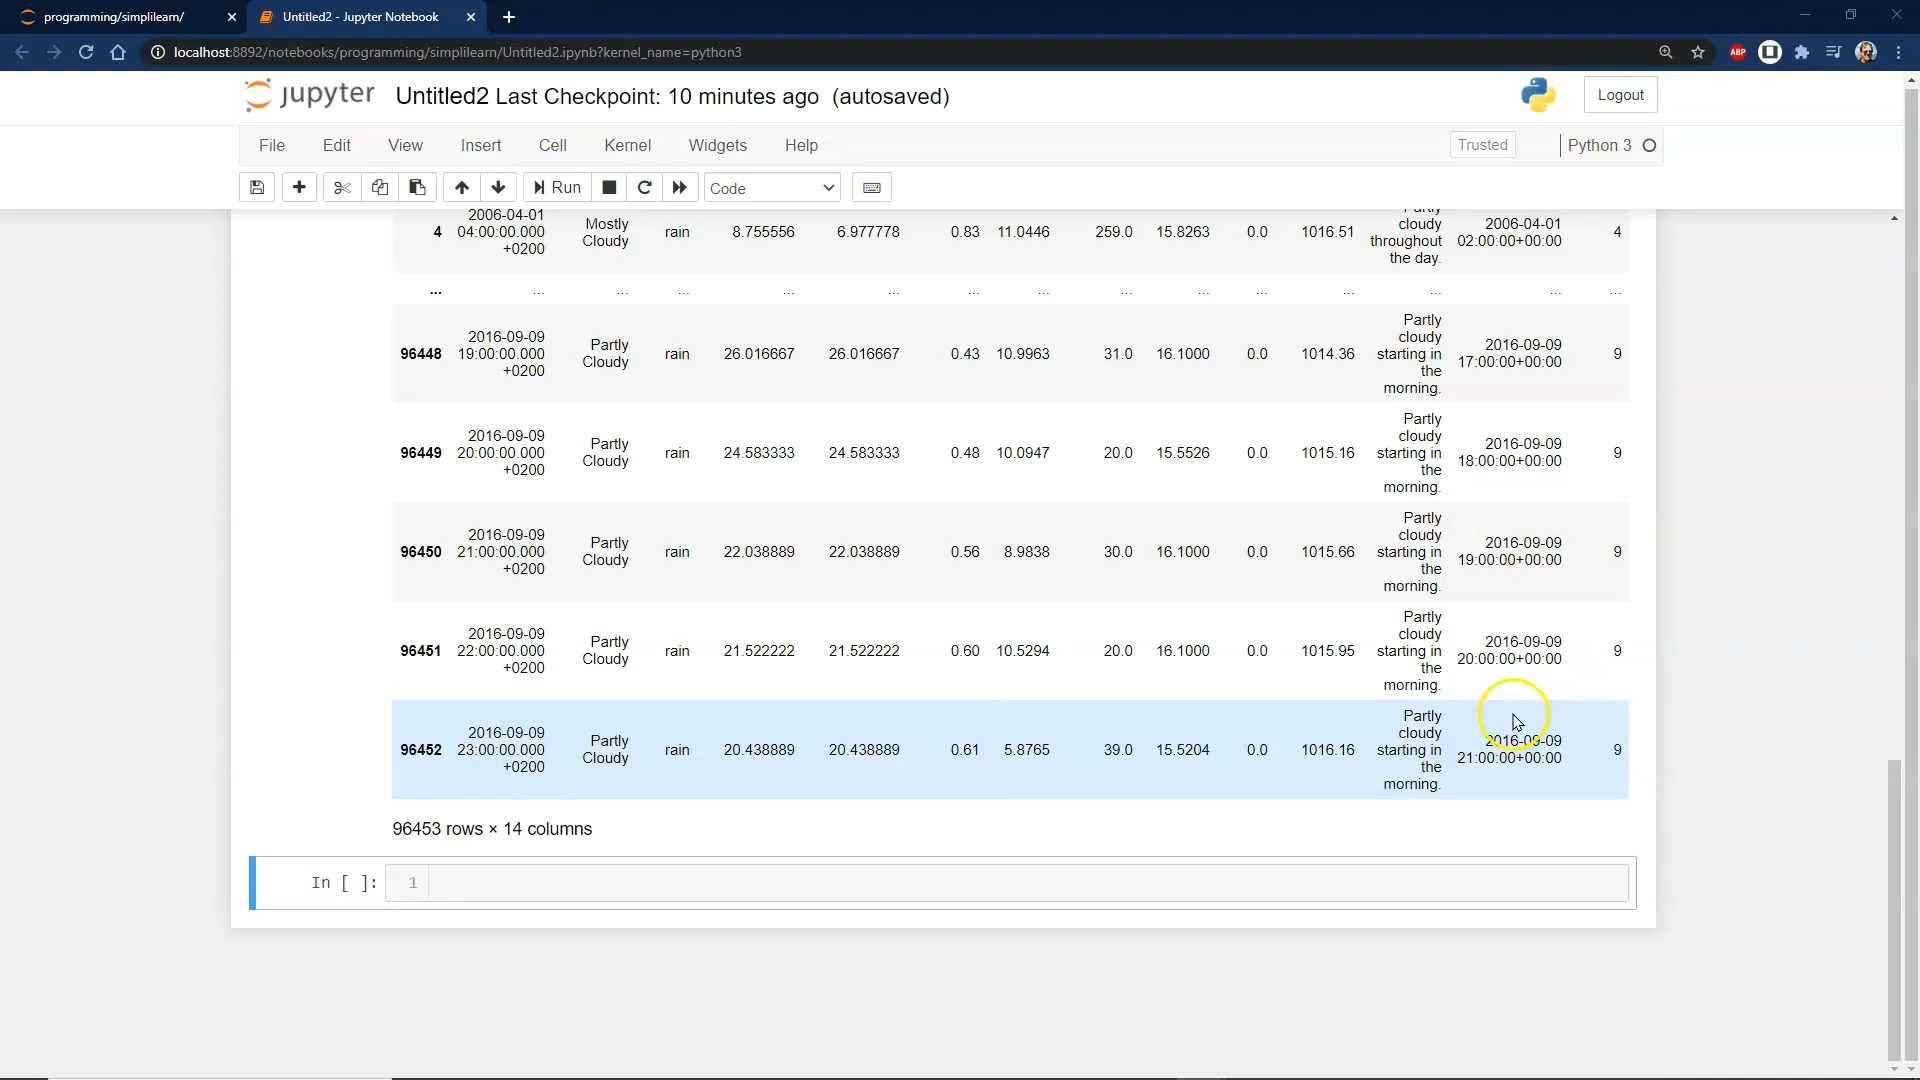 programming/simplilearn/
Untitled2 - Jupyter Notebook
localhost:8892/notebooks/programming/simplilearn/Untitled2.ipynb?kernel_name=python3
ABP
jupyter Untitled2 Last Checkpoint: 10 minutes ago (autosaved)
Logout
File Edit View Insert Cell Kernel Widgets Help
Trusted
Python 3
Run
Code
4 2006-04-01 04:00:00.000 +0200 Mostly Cloudy rain 8.755556 6.977778 0.83 11.0446 259.0 15.8263 0.0 1016.51 Partly cloudy throughout the day. 2006-04-01 02:00:00+00:00 4
... ... ... ... ... ... ... ... ... ... ... ... ... ... ...
96448 2016-09-09 19:00:00.000 +0200 Partly Cloudy rain 26.016667 26.016667 0.43 10.9963 31.0 16.1000 0.0 1014.36 Partly cloudy starting in the morning. 2016-09-09 17:00:00+00:00 9
96449 2016-09-09 20:00:00.000 +0200 Partly Cloudy rain 24.583333 24.583333 0.48 10.0947 20.0 15.5526 0.0 1015.16 Partly cloudy starting in the morning. 2016-09-09 18:00:00+00:00 9
96450 2016-09-09 21:00:00.000 +0200 Partly Cloudy rain 22.038889 22.038889 0.56 8.9838 30.0 16.1000 0.0 1015.66 Partly cloudy starting in the morning. 2016-09-09 19:00:00+00:00 9
96451 2016-09-09 22:00:00.000 +0200 Partly Cloudy rain 21.522222 21.522222 0.60 10.5294 20.0 16.1000 0.0 1015.95 Partly cloudy starting in the morning. 2016-09-09 20:00:00+00:00 9
96452 2016-09-09 23:00:00.000 +0200 Partly Cloudy rain 20.438889 20.438889 0.61 5.8765 39.0 15.5204 0.0 1016.16 Partly cloudy starting in the morning. 2016-09-09 21:00:00+00:00 9
96453 rows × 14 columns
In [ ]: 1